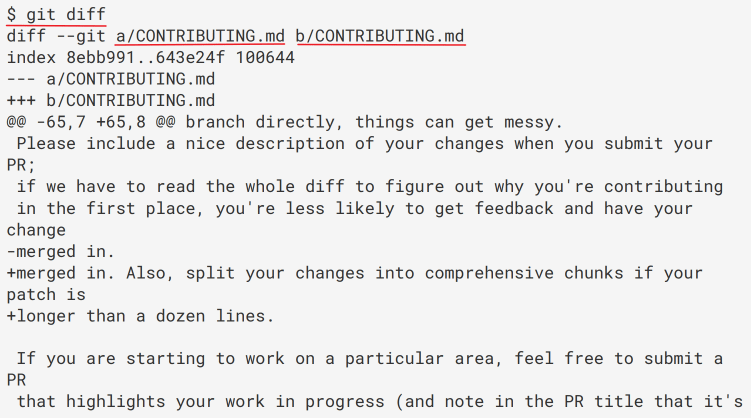 $ git diff
diff --git a/CONTRIBUTING.md b/CONTRIBUTING.md
index 8ebb991..643e24f 100644
--- a/CONTRIBUTING.md
+++ b/CONTRIBUTING.md
@@ -65,7 +65,8 @@ branch directly, things can get messy.
 Please include a nice description of your changes when you submit your
PR;
 if we have to read the whole diff to figure out why you're contributing
 in the first place, you're less likely to get feedback and have your
change
-merged in.
+merged in. Also, split your changes into comprehensive chunks if your
patch is
+longer than a dozen lines.

 If you are starting to work on a particular area, feel free to submit a
PR
 that highlights your work in progress (and note in the PR title that it's